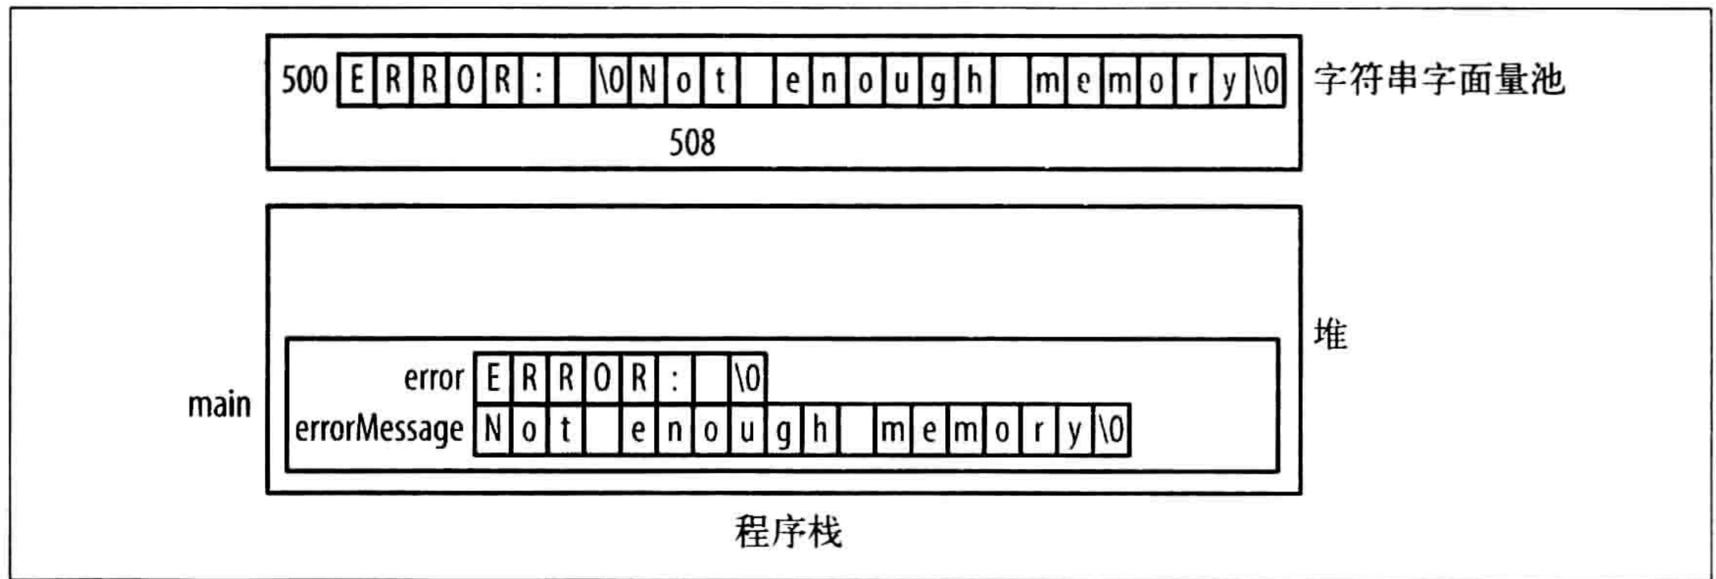 500 E R R O R : \0 N o t e n o u g h m e m o r y \0 字符串字面量池
508
堆
main
error E R R O R : \0
errorMessage N o t e n o u g h m e m o r y \0
程序栈